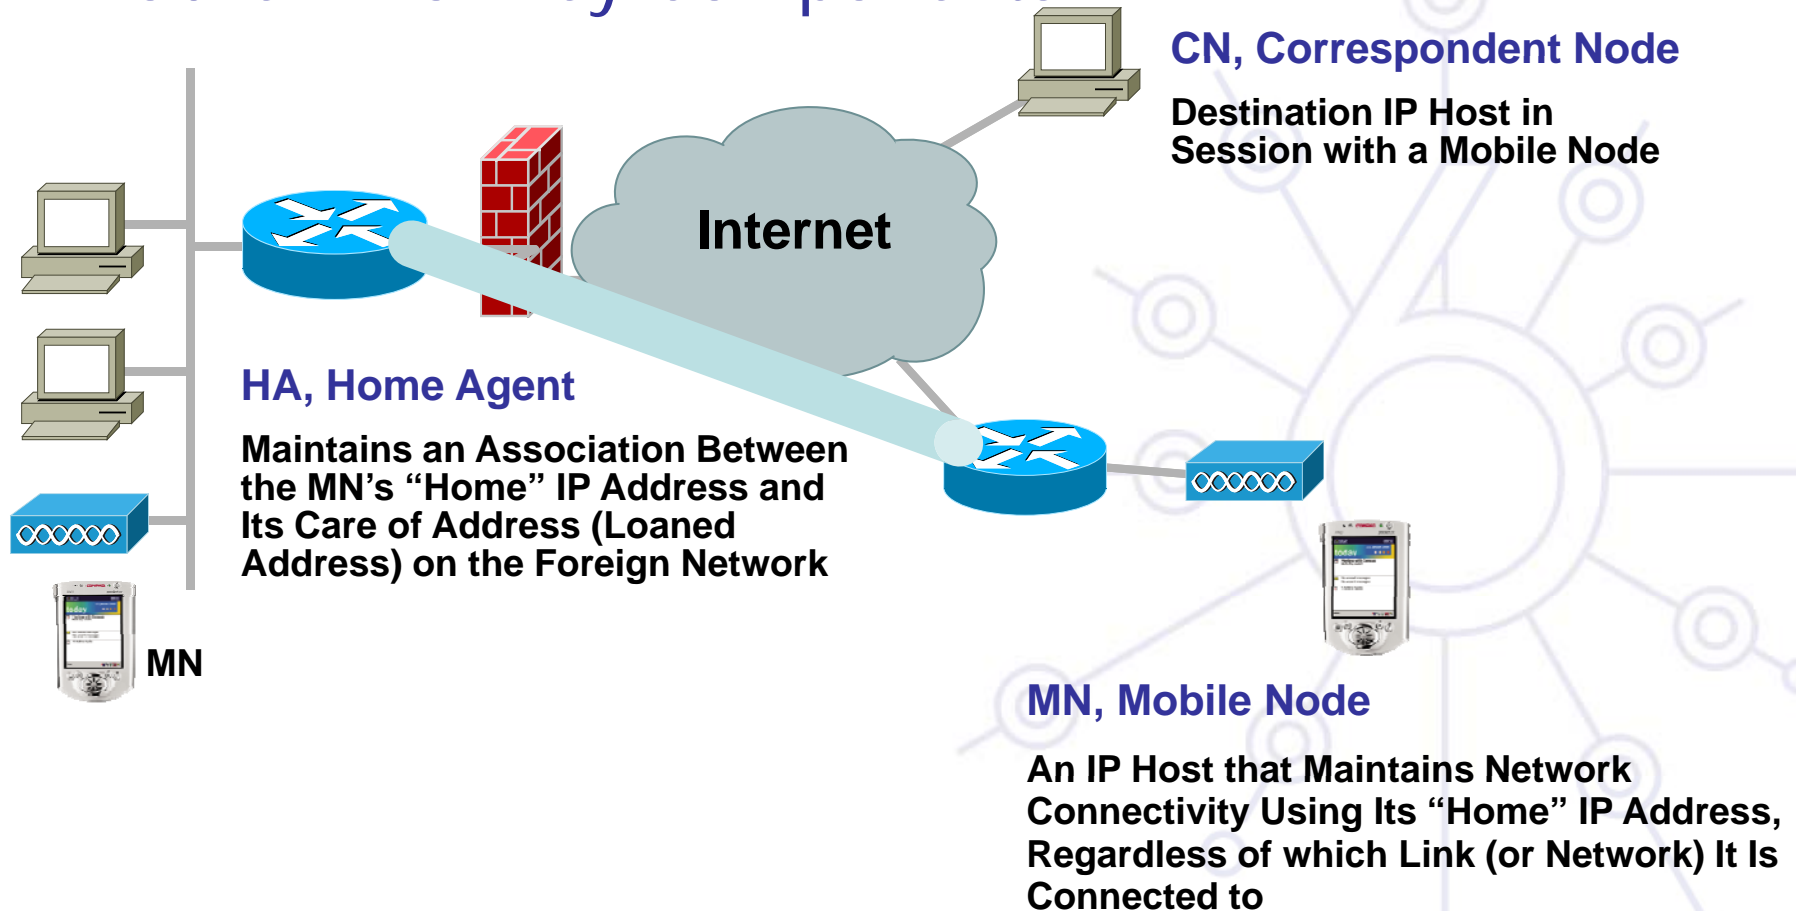 CN, Correspondent Node
Destination IP Host in
Session with a Mobile Node
Internet
HA, Home Agent
Maintains an Association Between
the MN's “Home” IP Address and
Its Care of Address (Loaned
Address) on the Foreign Network
MN
today
today
MN, Mobile Node
An IP Host that Maintains Network
Connectivity Using Its “Home” IP Address,
Regardless of which Link (or Network) It Is
Connected to